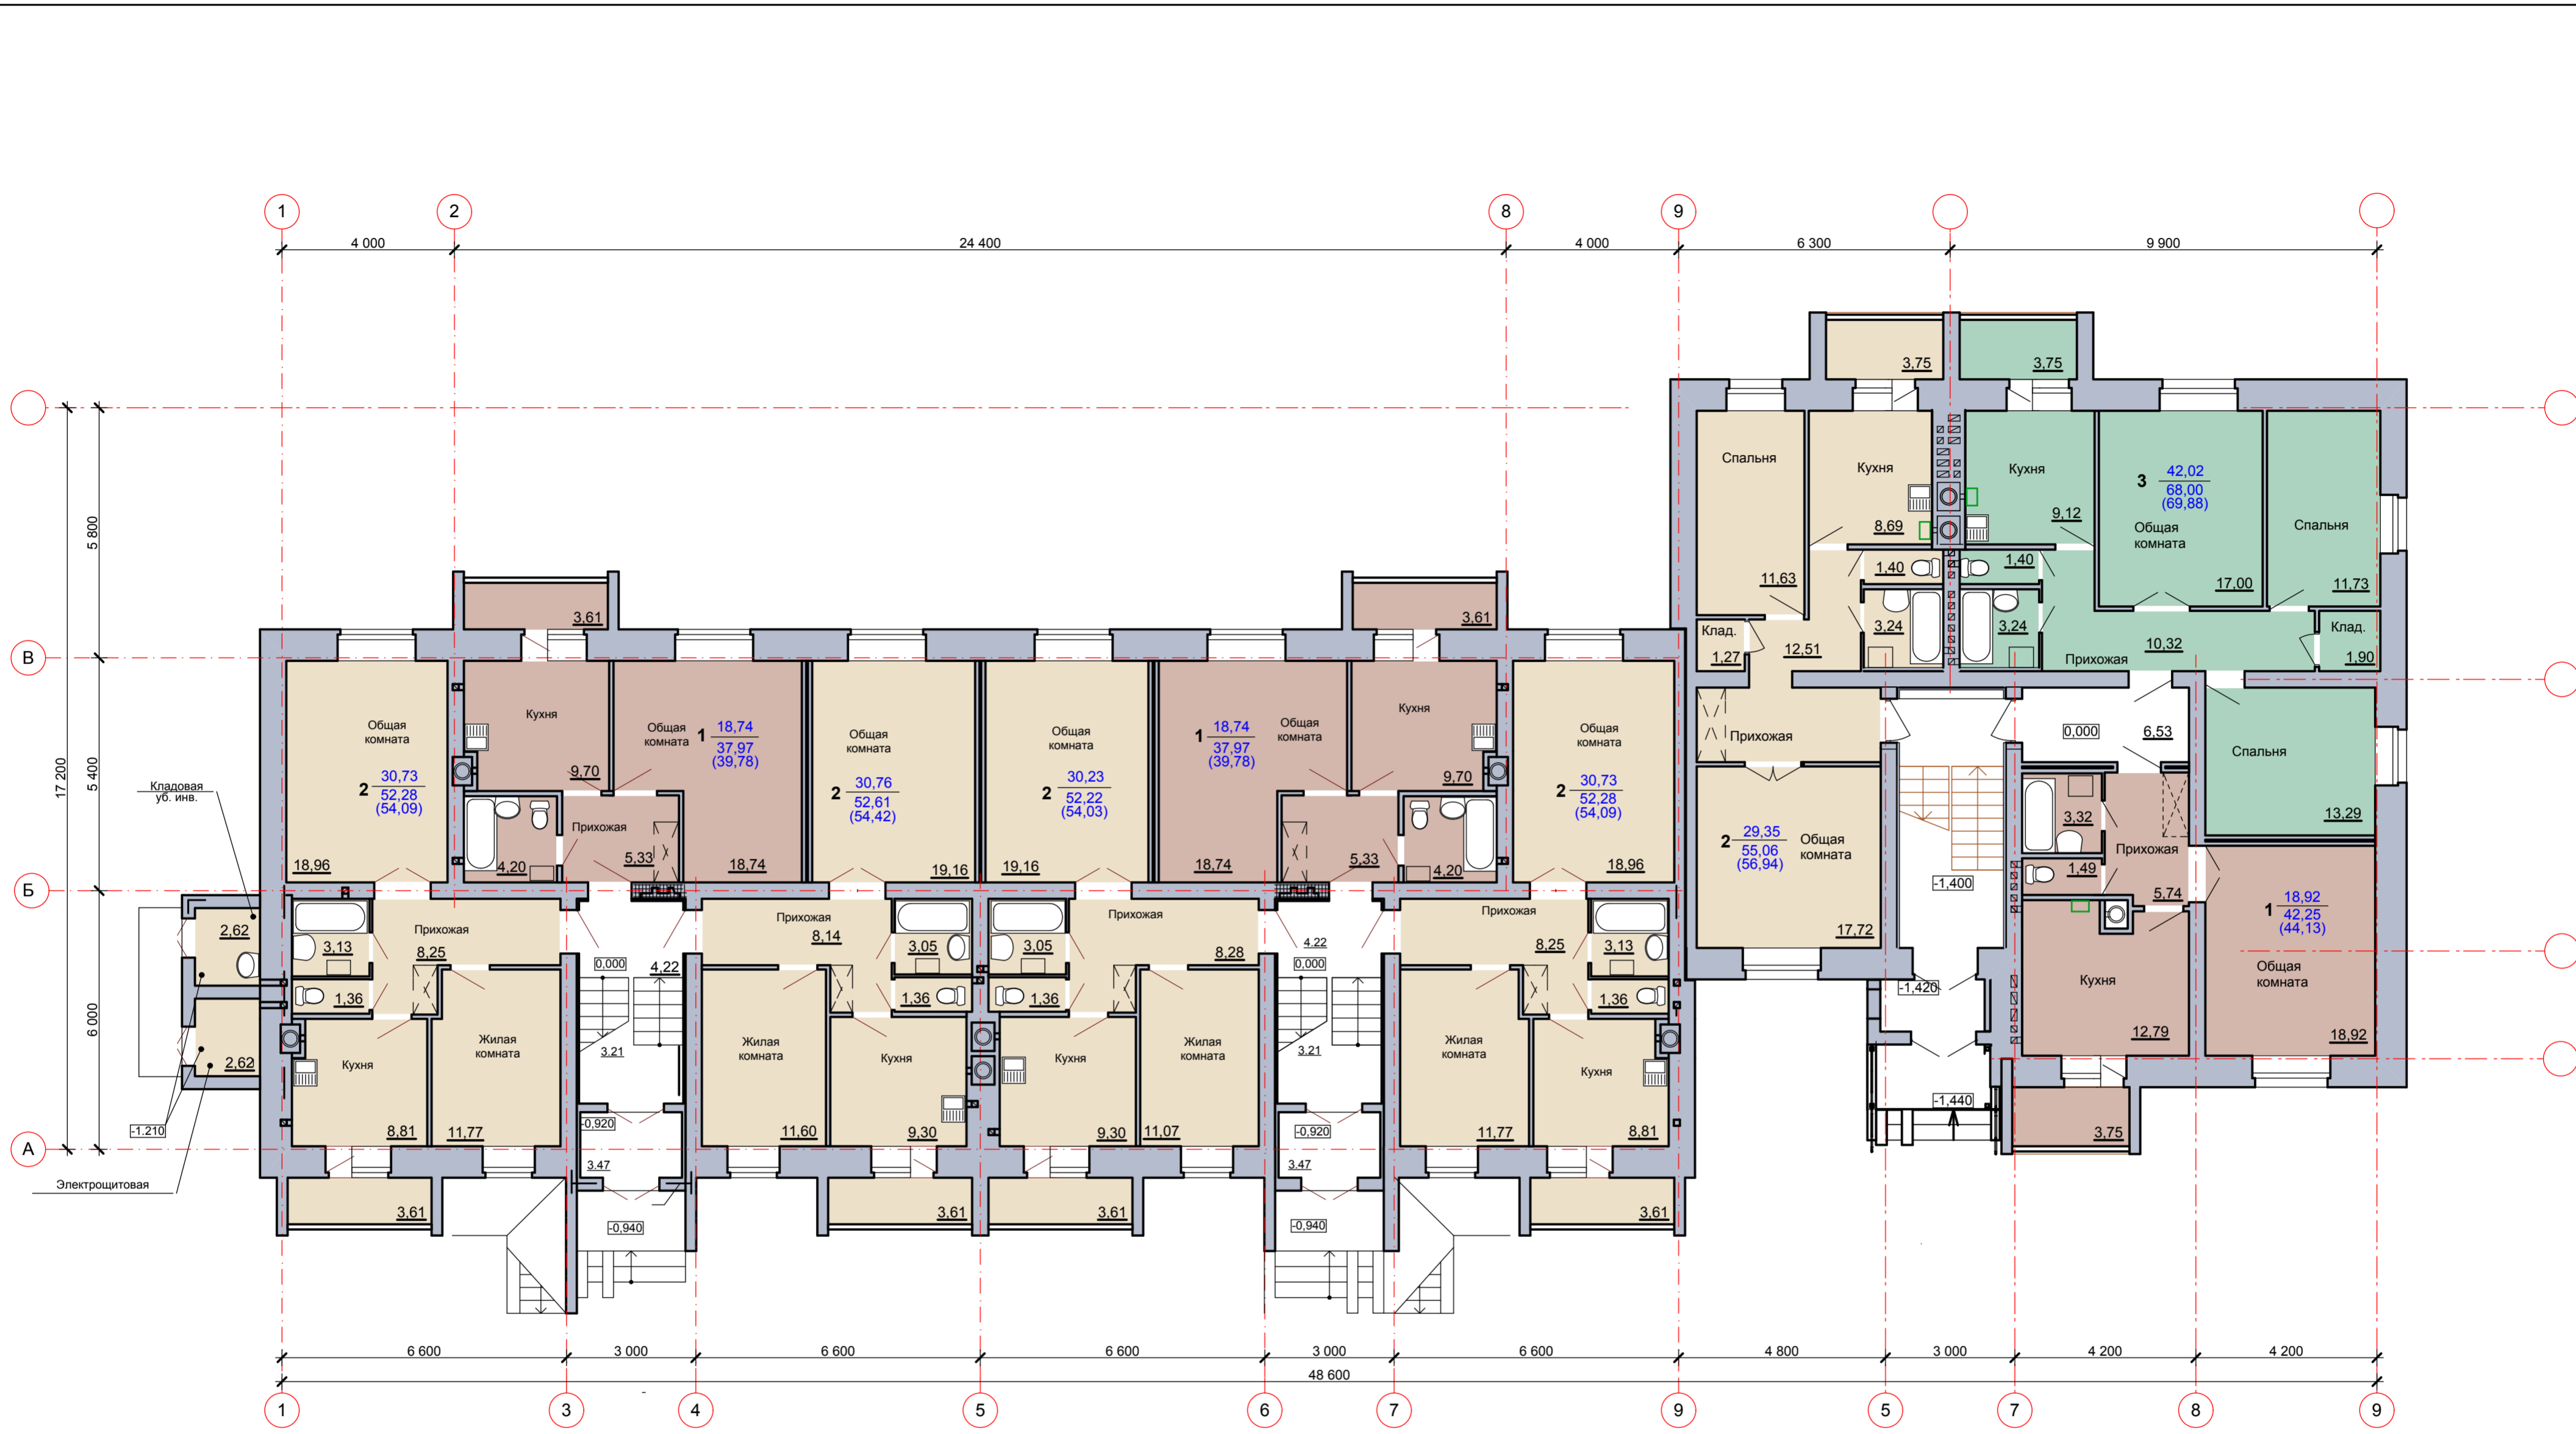 1
2
8
9
4 000
24 400
4 000
6 300
9 900
3,75
3,75
Спальня
Кухня
8,69
11,63
1,40
3,24
Клад.
1,27
12,51
Прихожая
2 29,35
55,06
(56,94)
Общая
комната
17,72
Кухня
9,12
3 42,02
68,00
(69,88)
Общая
комната
17,00
Спальня
11,73
1,40
3,24
10,32
Прихожая
Клад.
1,90
0,000
6,53
Спальня
13,29
3,32
Прихожая
1,49
5,74
-1,400
1 18,92
42,25
(44,13)
Общая
комната
18,92
Кухня
12,79
-1,420
-1,440
3,75
17 200
5 800
5 400
6 000
В
Б
А
3,61
3,61
Общая
комната
2 30,73
52,28
(54,09)
18,96
Кухня
9,70
4,20
Прихожая
5,33
Общая
комната
1 18,74
37,97
(39,78)
18,74
Общая
комната
2 30,76
52,61
(54,42)
19,16
Общая
комната
2 30,23
52,22
(54,03)
19,16
1 18,74
37,97
(39,78)
Общая
комната
18,74
Кухня
9,70
5,33
4,20
Общая
комната
2 30,73
52,28
(54,09)
18,96
Кладовая
уб. инв.
2,62
2,62
-1.210
Электрощитовая
3,13
Прихожая
8,25
1,36
Кухня
8,81
Жилая
комната
11,77
3,61
0,000
4,22
3.21
-0,920
3.47
-0,940
Прихожая
8,14
3,05
1,36
Жилая
комната
11,60
Кухня
9,30
3,61
3,05
Прихожая
8,28
1,36
Кухня
9,30
Жилая
комната
11,07
3,61
4.22
0,000
3.21
-0,920
3.47
-0,940
Прихожая
8,25
3,13
1,36
Жилая
комната
11,77
Кухня
8,81
3,61
6 600
3 000
6 600
6 600
3 000
6 600
4 800
3 000
4 200
4 200
48 600
1
3
4
5
6
7
9
5
7
8
9